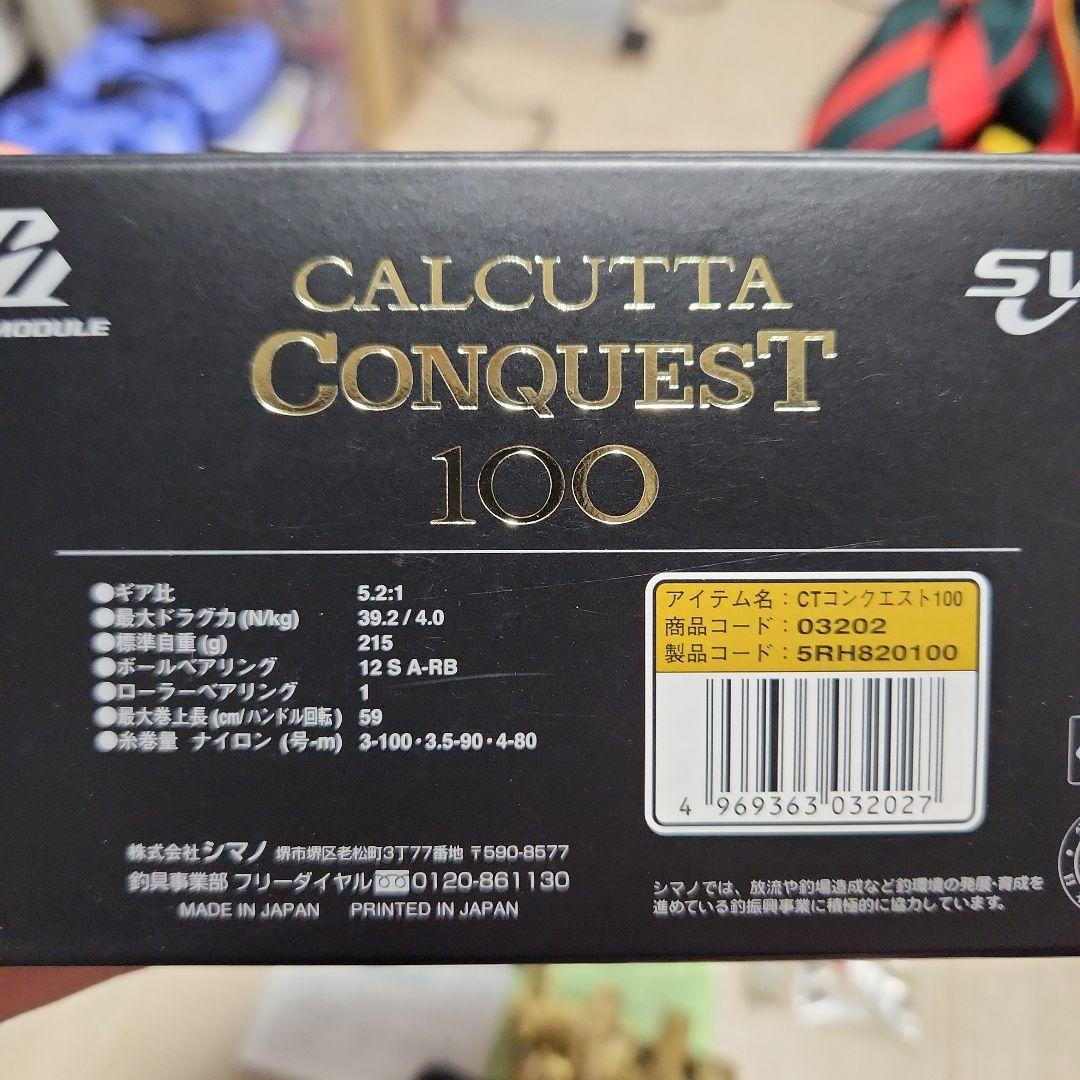 MODULE
CALCUTTA
CONQUEST
100
●ギア比 5.2:1
●最大ドラグ力(N/kg) 39.2 / 4.0
●標準自重(g) 215
●ボールベアリング 12 S A-RB
●ローラーベアリング 1
●最大巻上長(cm/ハンドル回転) 59
●糸巻量 ナイロン (号-m) 3-100・3.5-90・4-80
アイテム名：CTコンクエスト100
商品コード：03202
製品コード：5RH820100
4 969363 032027
株式会社シマノ 堺市堺区老松町3丁77番地 〒590-8577
釣具事業部 フリーダイヤル 0120-861130
MADE IN JAPAN PRINTED IN JAPAN
シマノでは、放流や釣場造成など釣環境の発展・育成を
進めている釣振興事業に積極的に協力しています。